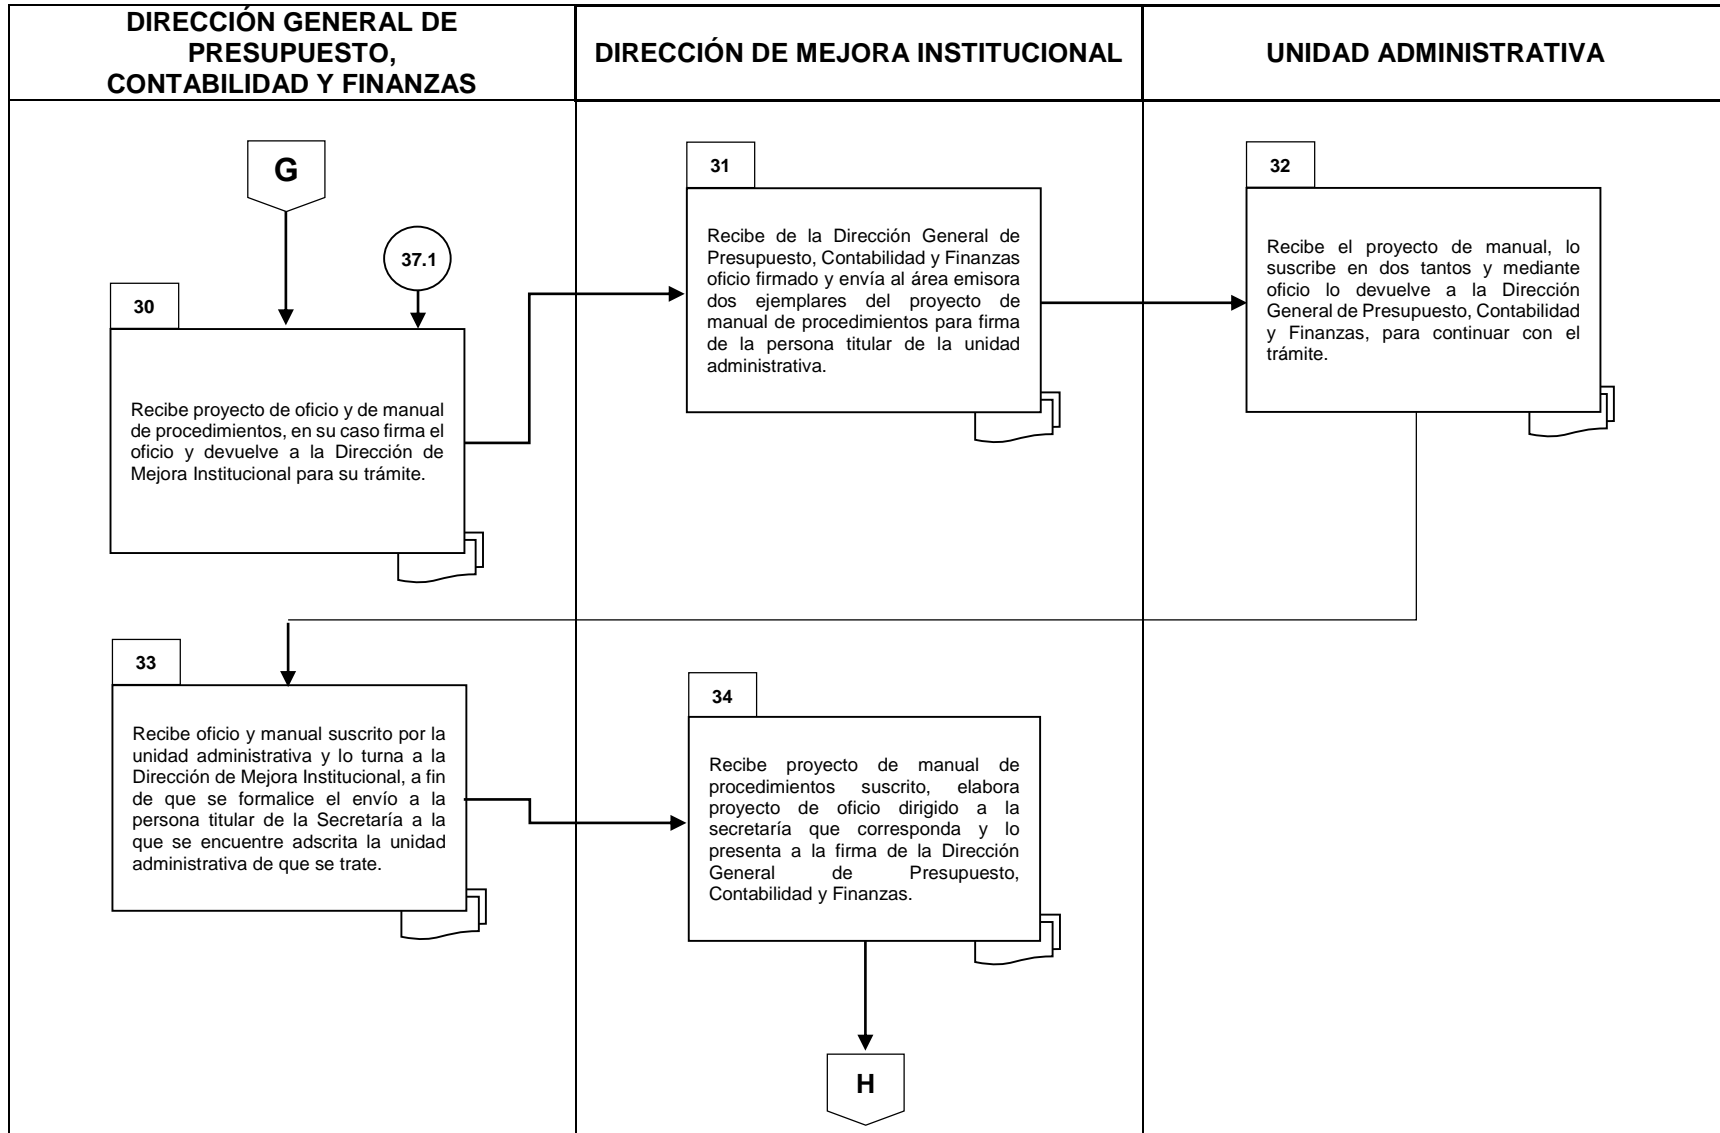 DIRECCIÓN GENERAL DE
PRESUPUESTO,
CONTABILIDAD Y FINANZAS
DIRECCIÓN DE MEJORA INSTITUCIONAL
UNIDAD ADMINISTRATIVA
G
37.1
30
Recibe proyecto de oficio y de manual
de procedimientos, en su caso firma el
oficio y devuelve a la Dirección de
Mejora Institucional para su trámite.
31
Recibe de la Dirección General de
Presupuesto, Contabilidad y Finanzas
oficio firmado y envía al área emisora
dos ejemplares del proyecto de
manual de procedimientos para firma
de la persona titular de la unidad
administrativa.
32
Recibe el proyecto de manual, lo
suscribe en dos tantos y mediante
oficio lo devuelve a la Dirección
General de Presupuesto, Contabilidad
y Finanzas, para continuar con el
trámite.
33
Recibe oficio y manual suscrito por la
unidad administrativa y lo turna a la
Dirección de Mejora Institucional, a fin
de que se formalice el envío a la
persona titular de la Secretaría a la
que se encuentre adscrita la unidad
administrativa de que se trate.
34
Recibe proyecto de manual de
procedimientos suscrito, elabora
proyecto de oficio dirigido a la
secretaría que corresponda y lo
presenta a la firma de la Dirección
General de Presupuesto,
Contabilidad y Finanzas.
H